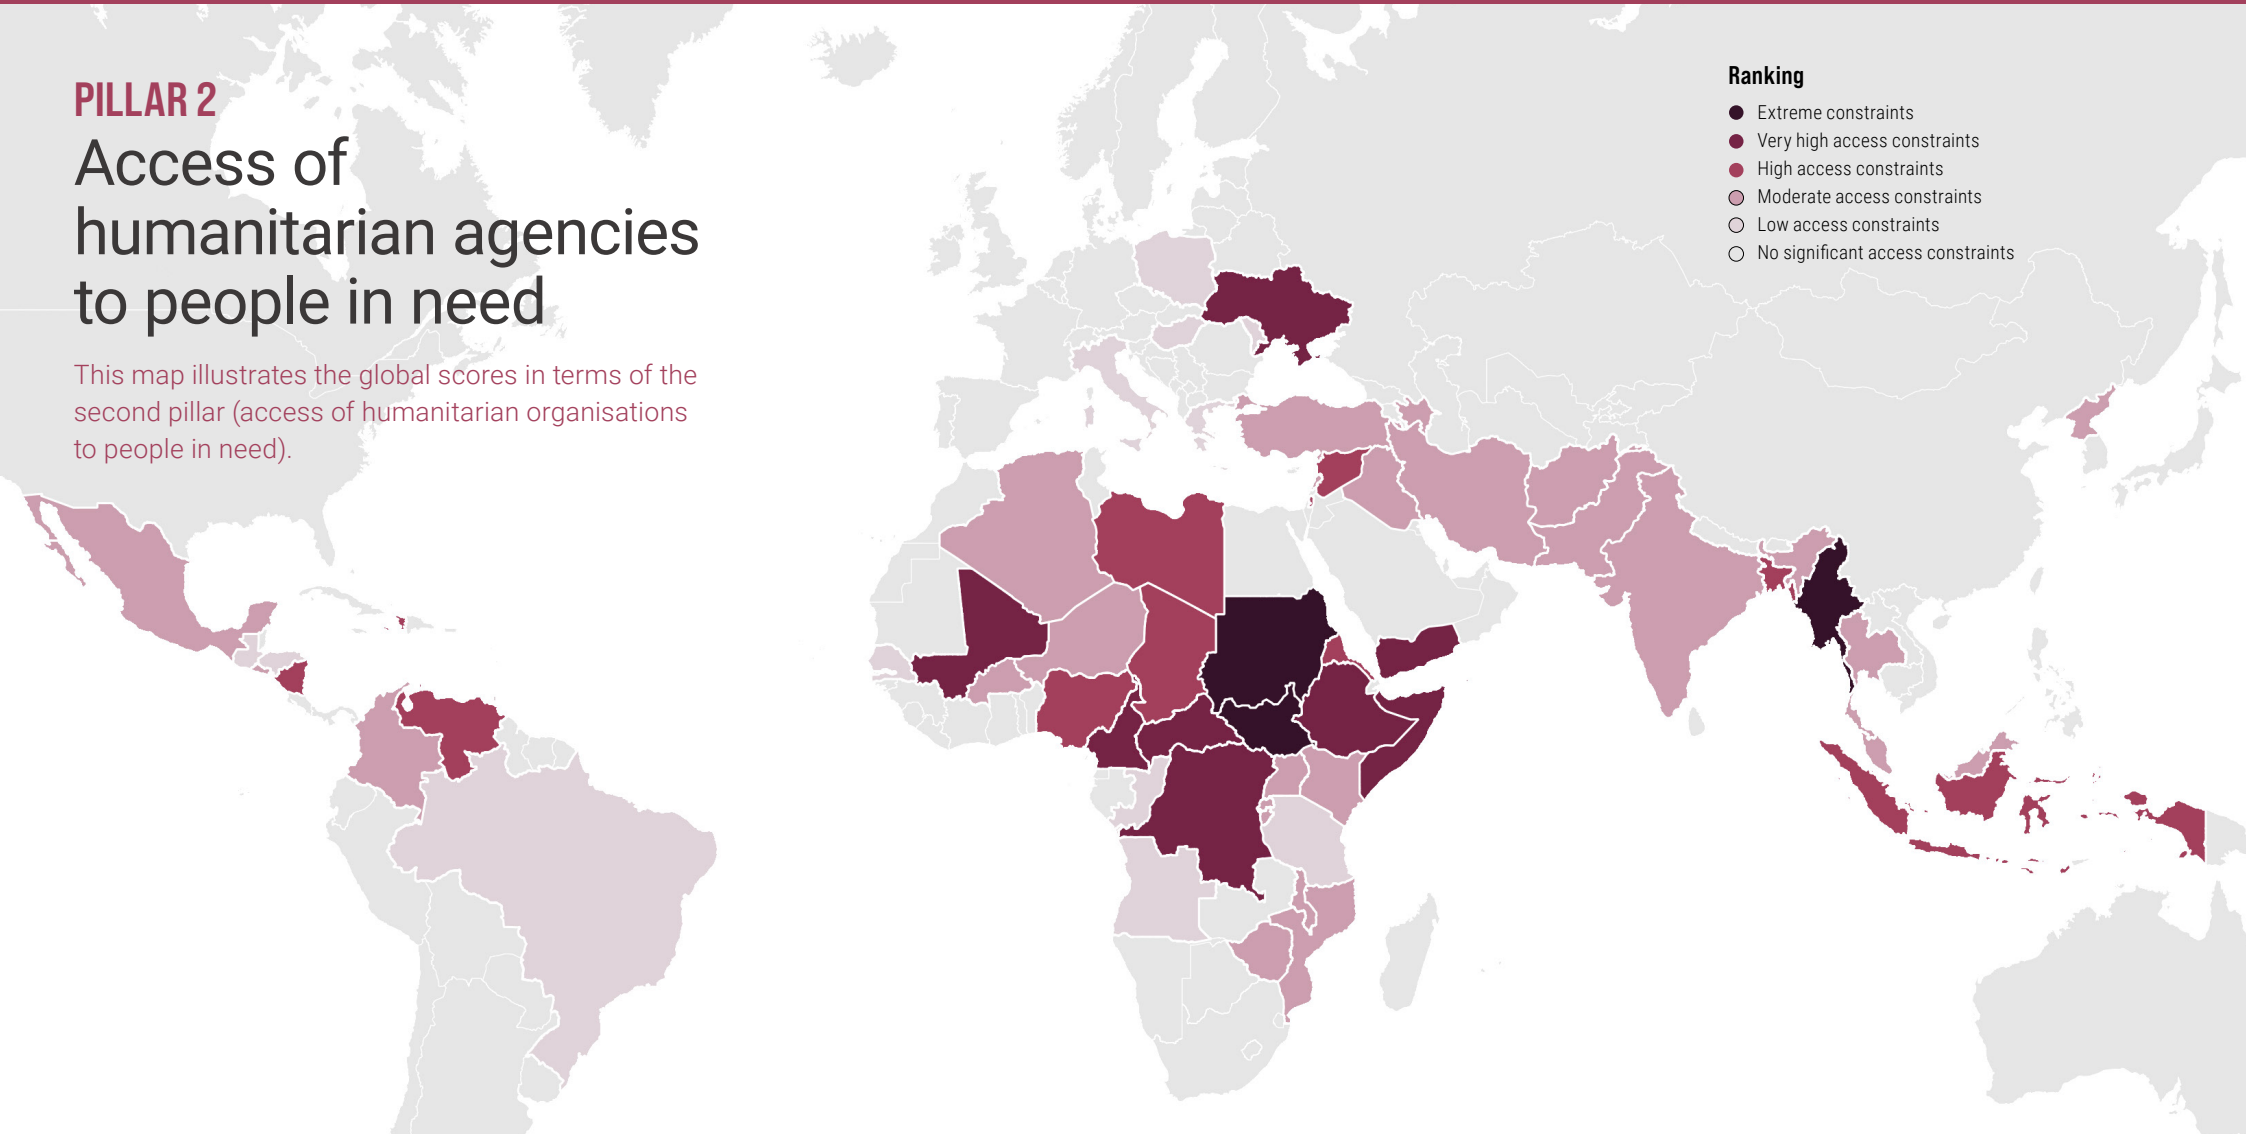 PILLAR 2
Access of
humanitarian agencies
to people in need
This map illustrates the global scores in terms of the
second pillar (access of humanitarian organisations
to people in need).
Ranking
Extreme constraints
Very high access constraints
High access constraints
Moderate access constraints
Low access constraints
No significant access constraints